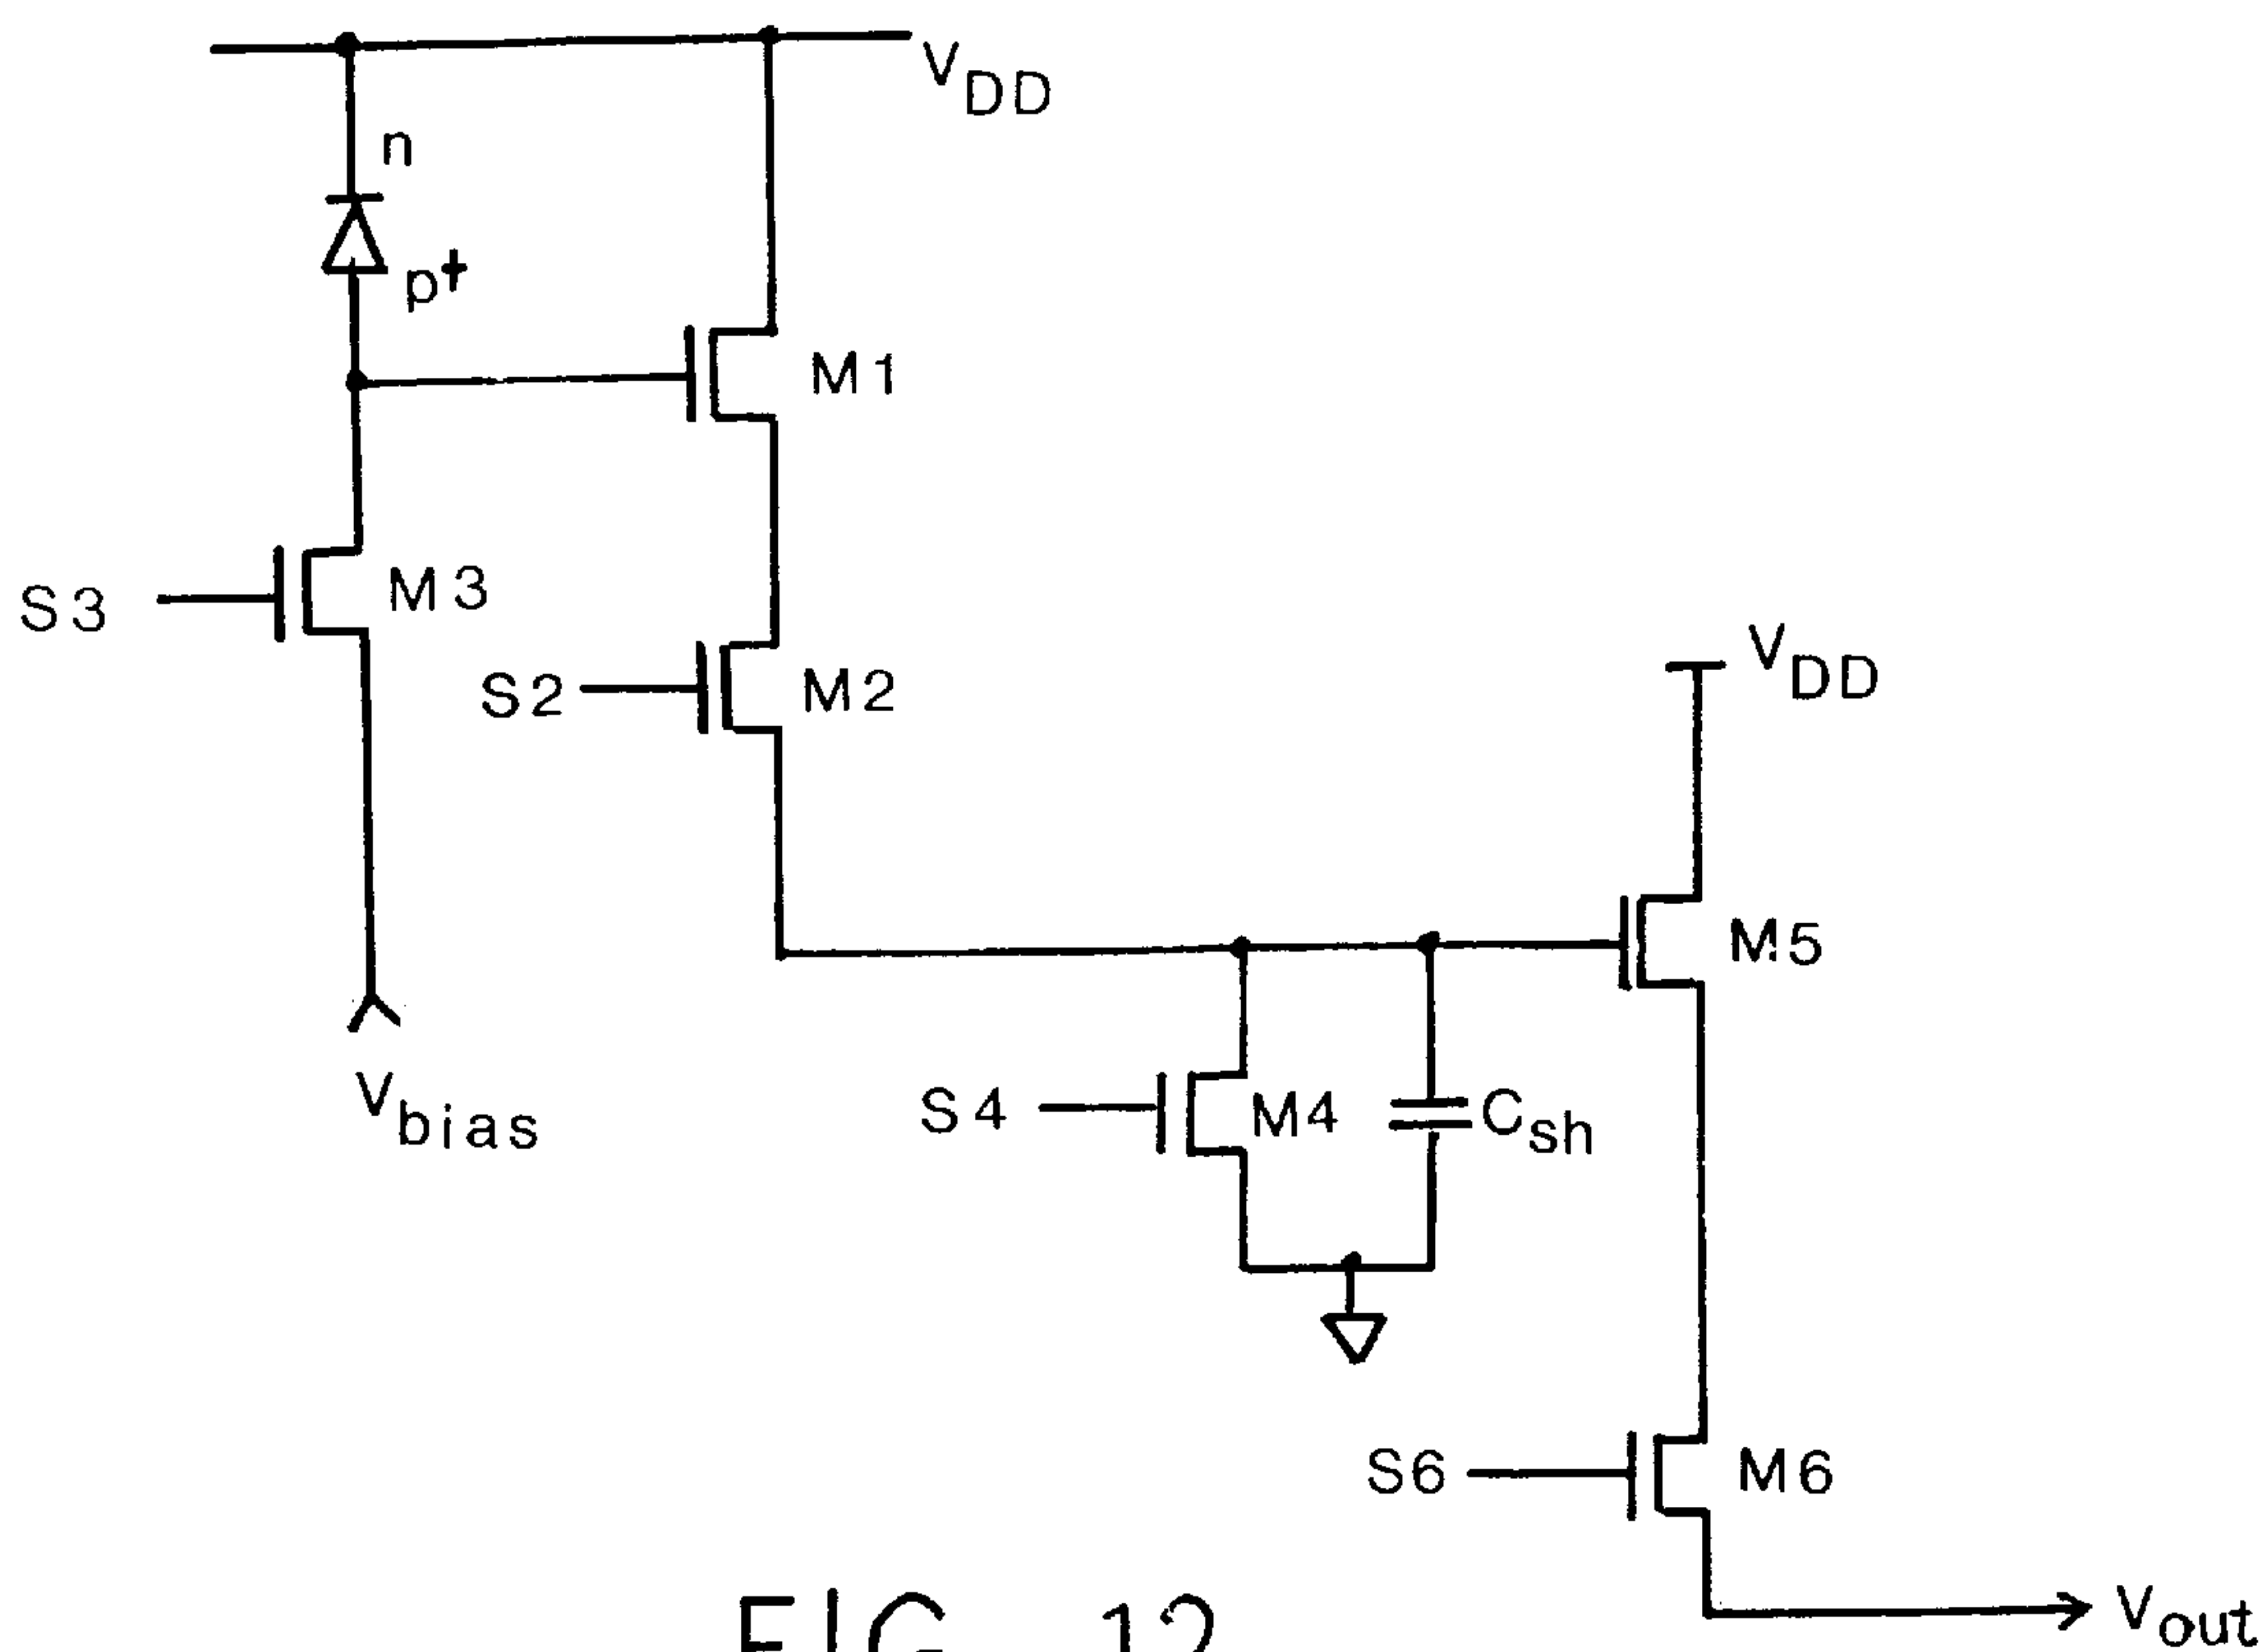 V_DD
n
p+
M1
S3
M3
S2
M2
V_DD
M5
V_bias
S4
M4
C_sh
S6
M6
V_out
FIG. 12